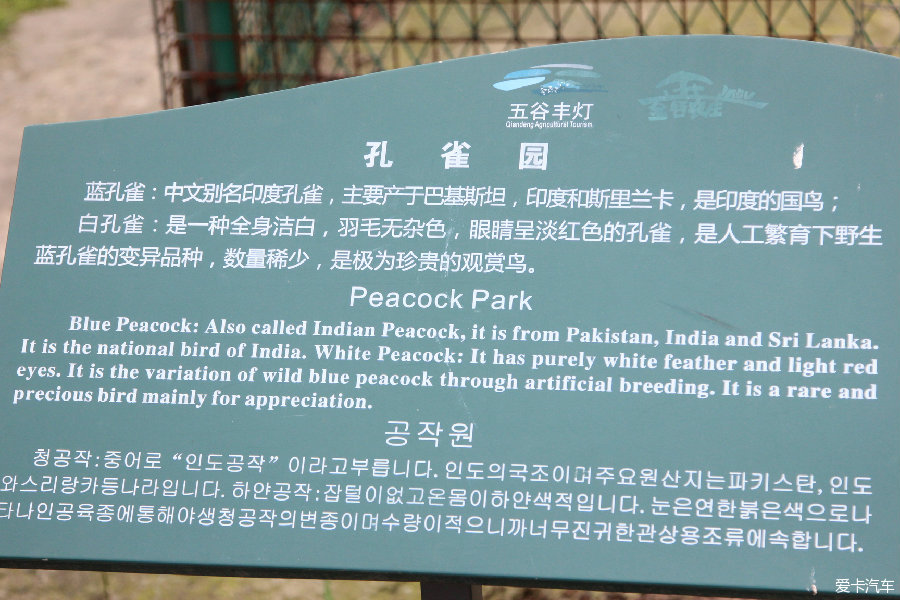 五谷丰灯
Qiandeng Agricultural Tourism
孔雀园
蓝孔雀：中文别名印度孔雀，主要产于巴基斯坦，印度和斯里兰卡，是印度的国鸟；
白孔雀：是一种全身洁白，羽毛无杂色，眼睛呈淡红色的孔雀，是人工繁育下野生
蓝孔雀的变异品种，数量稀少，是极为珍贵的观赏鸟。
Peacock Park
Blue Peacock: Also called Indian Peacock, it is from Pakistan, India and Sri Lanka.
It is the national bird of India. White Peacock: It has purely white feather and light red
eyes. It is the variation of wild blue peacock through artificial breeding. It is a rare and
precious bird mainly for appreciation.
공작원
청공작:중어로 “인도공작” 이라고부릅니다. 인도의국조이며주요원산지는파키스탄, 인도
와스리랑카등나라입니다. 하얀공작:잡털이없고온몸이하얀색적입니다. 눈은연한붉은색으로나
타나인공육종에통해야생청공작의변종이며수량이적으니까너무진귀한관상용조류에속합니다.
爱卡汽车